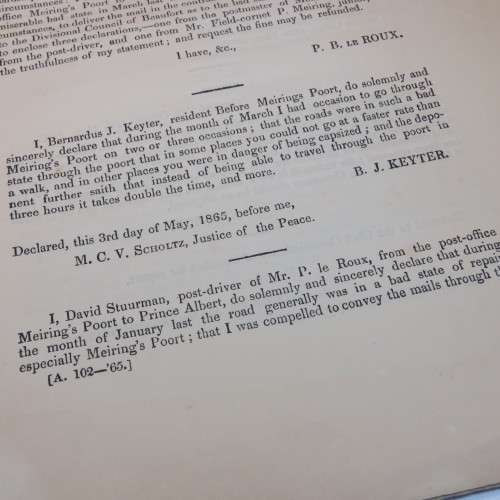 office Meiring's Poort
miserable bad state in March last
circumstances, to deliver the
to the Divisional Council of Beaufort as to the bad
to enclose three declarations, one from the postmaster of
from the post-driver, and one from Mr. Field-cornet P. Meiring, junior,
the truthfulness of my statement; and request the fine may be refunded.
I have, &c.,
P. B. LE ROUX.
I, Bernardus J. Keyter, resident Before Meirings Poort, do solemnly and
sincerely declare that during the month of March I had occasion to go through
Meiring's Poort on two or three occasions; that the roads were in such a bad
state through the poort that in some places you could not go at a faster rate than
a walk, and in other places you were in danger of being capsized; and the depo-
nent further saith that instead of being able to travel through the poort in
three hours it takes double the time, and more.
B. J. KEYTER.
Declared, this 3rd day of May, 1865, before me,
M. C. V. SCHOLTZ, Justice of the Peace.
I, David Stuurman, post-driver of Mr. P. le Roux, from the post-office
Meiring's Poort to Prince Albert, do solemnly and sincerely declare that during
the month of January last the road generally was in a bad state of repair
especially Meiring's Poort; that I was compelled to convey the mails through
[A. 102—'65.]